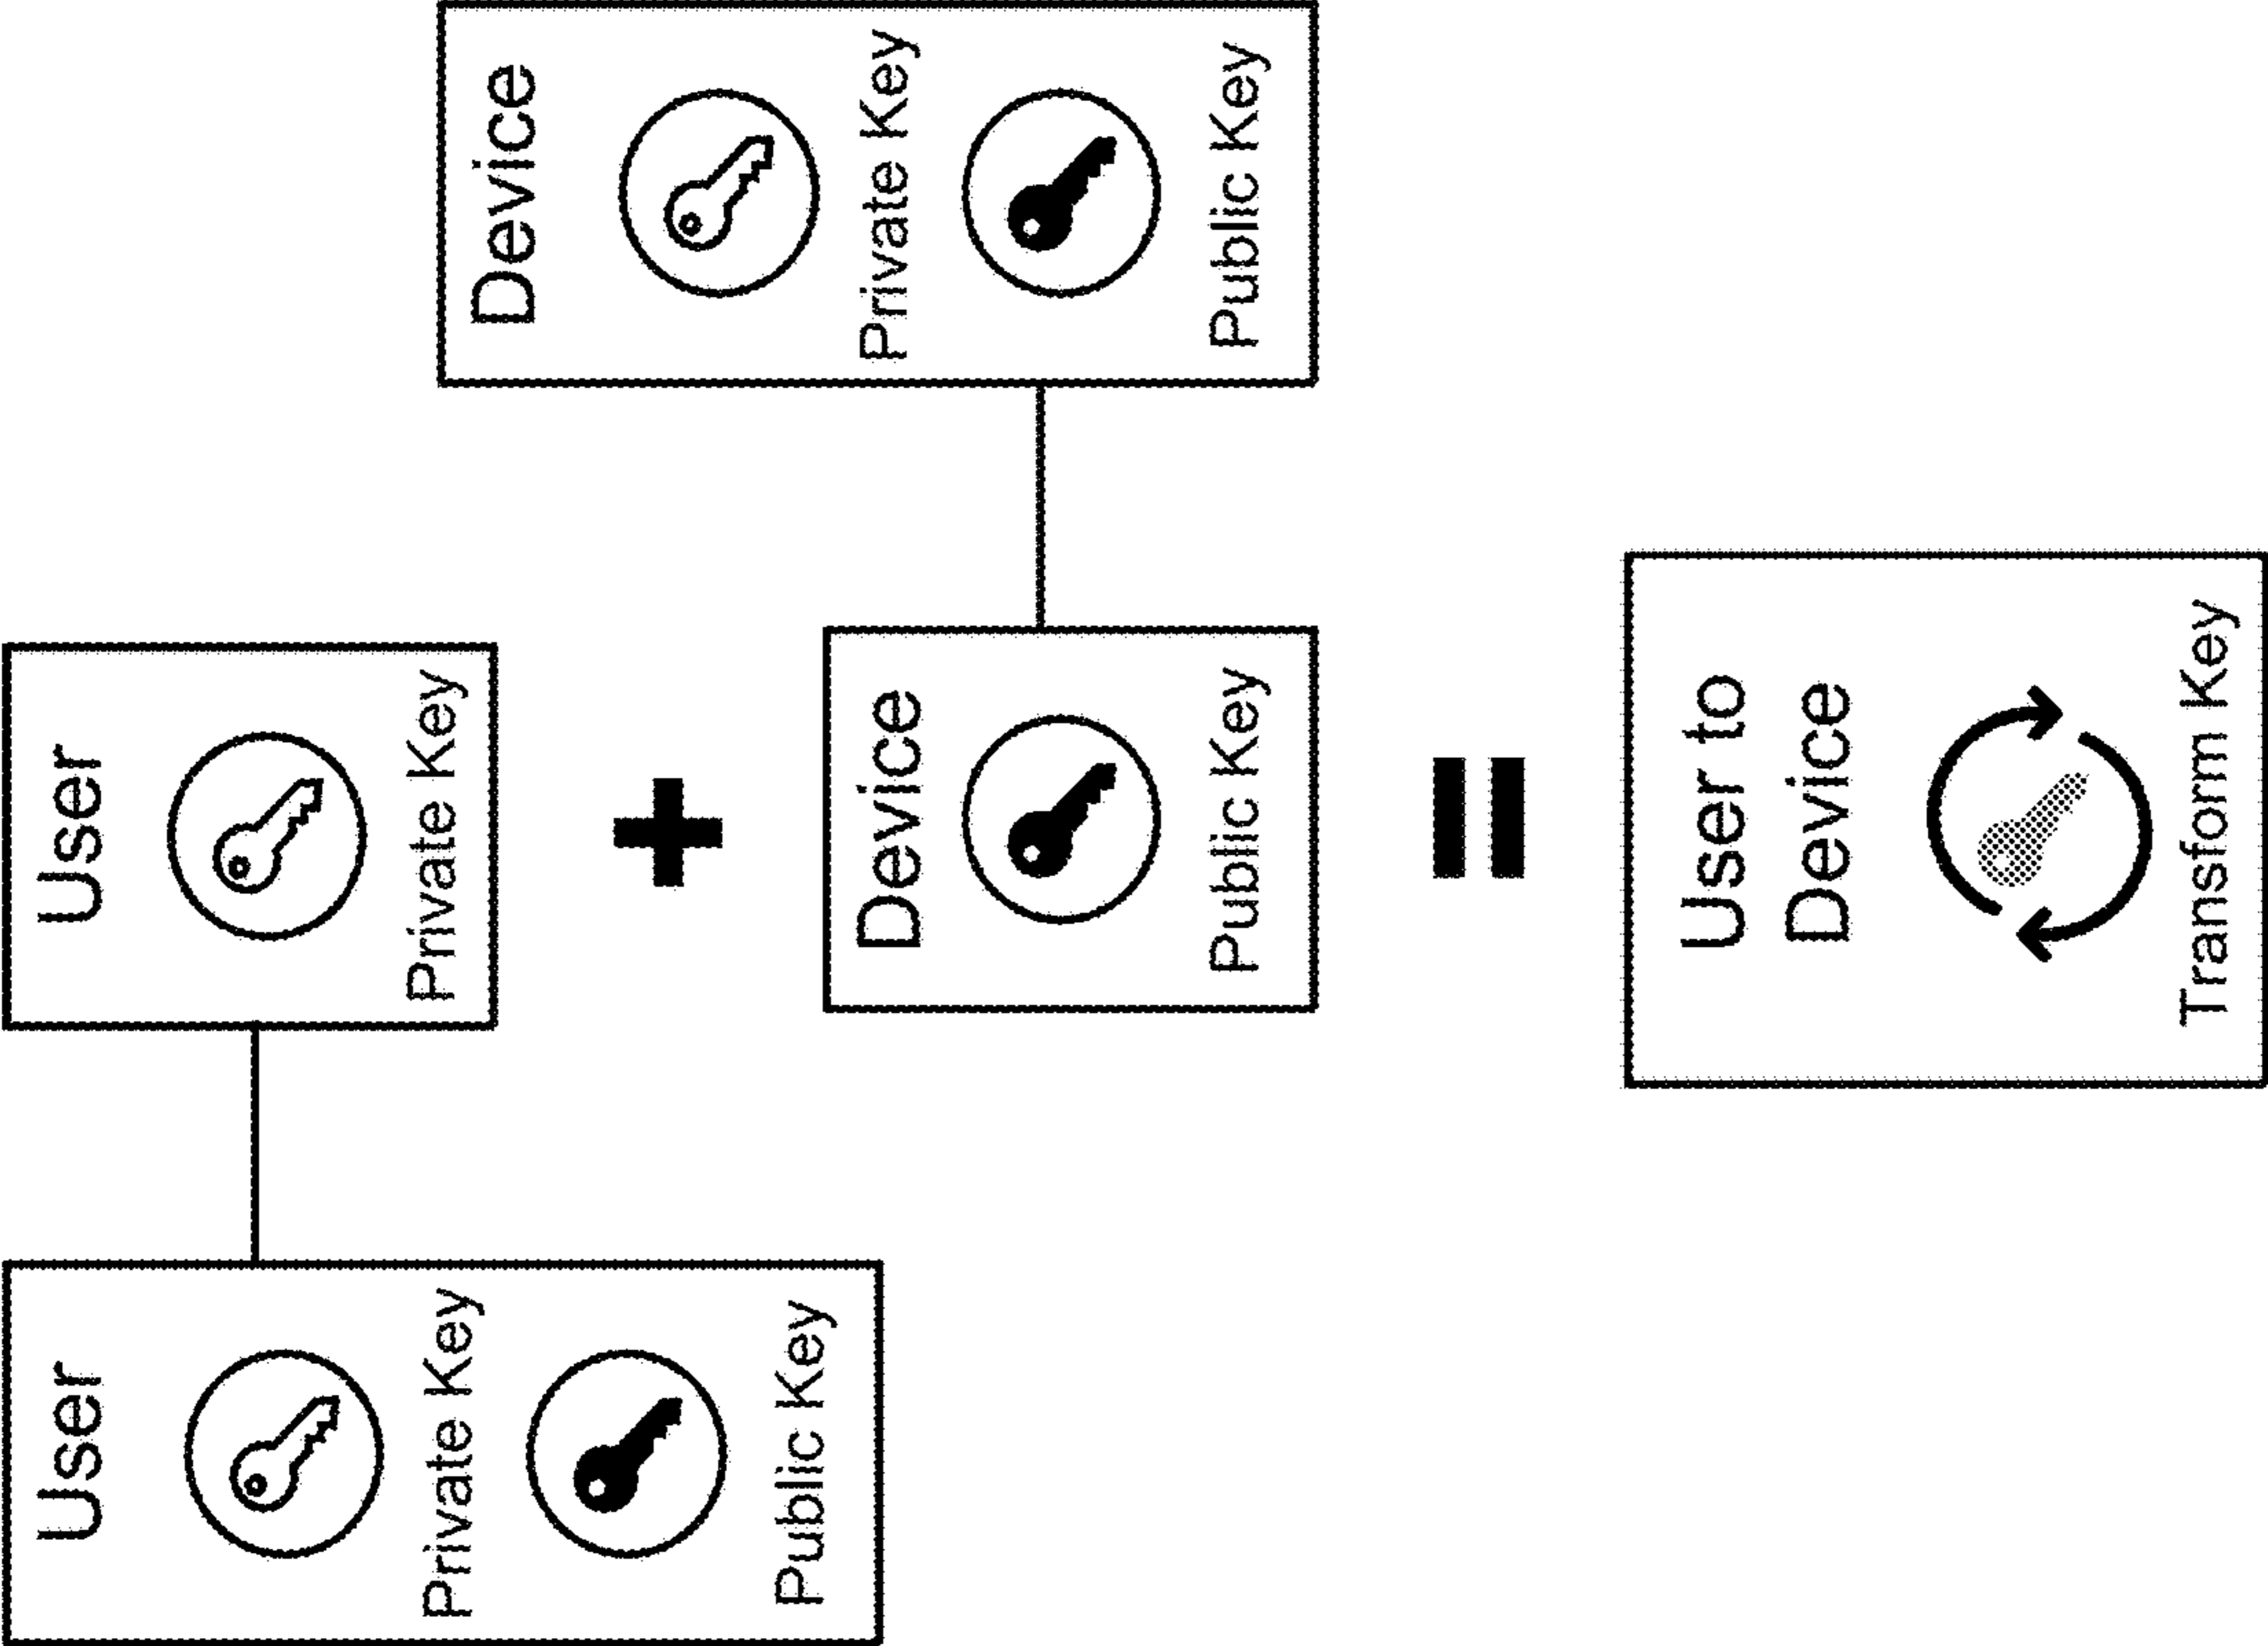 User
Private Key
Public Key
User
Private Key
+
Device
Public Key
=
User to
Device
Transform Key
Device
Private Key
Public Key